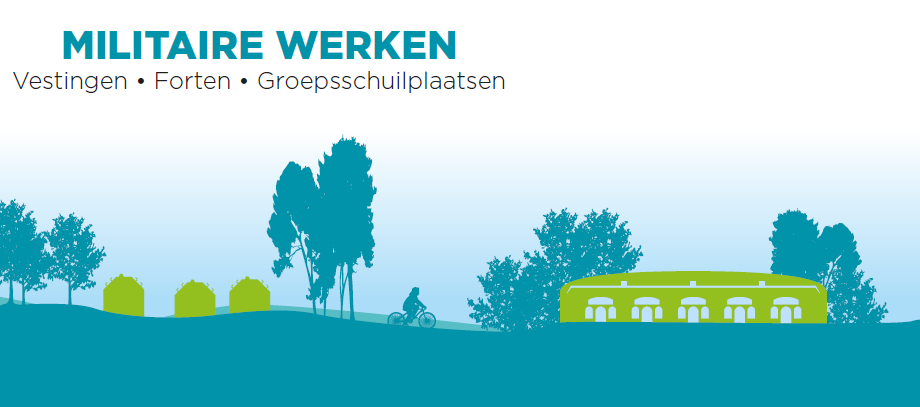 MILITAIRE WERKEN
Vestingen • Forten • Groepsschuilplaatsen